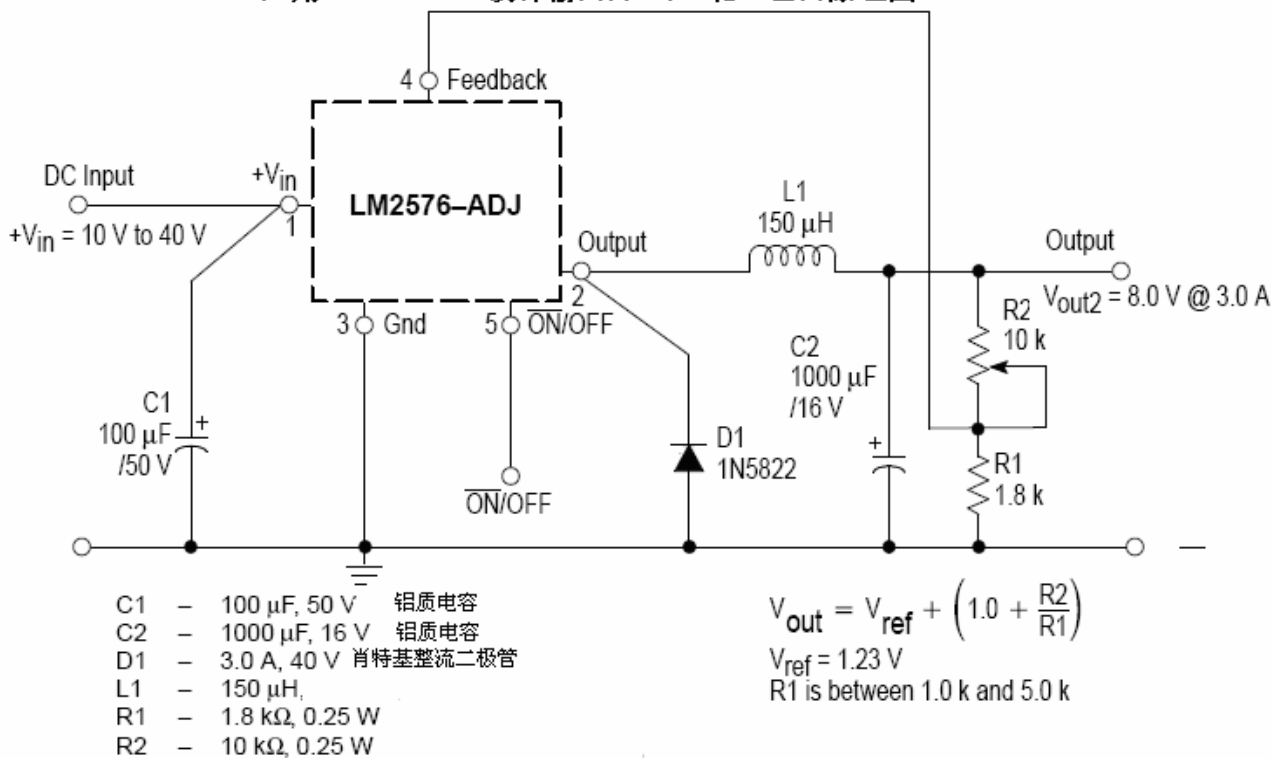 4 Feedback
DC Input
+Vin
1
+Vin = 10 V to 40 V
LM2576–ADJ
L1
150 µH
Output
2
Output
Vout2 = 8.0 V @ 3.0 A
3 Gnd
5 ON/OFF
R2
10 k
C2
1000 µF
/16 V
+
C1
100 µF
/50 V
+
D1
1N5822
R1
1.8 k
ON/OFF
—
C1 – 100 µF, 50 V 铝质电容
C2 – 1000 µF, 16 V 铝质电容
D1 – 3.0 A, 40 V 肖特基整流二极管
L1 – 150 µH,
R1 – 1.8 kΩ, 0.25 W
R2 – 10 kΩ, 0.25 W
Vout = Vref + (1.0 + R2/R1)
Vref = 1.23 V
R1 is between 1.0 k and 5.0 k